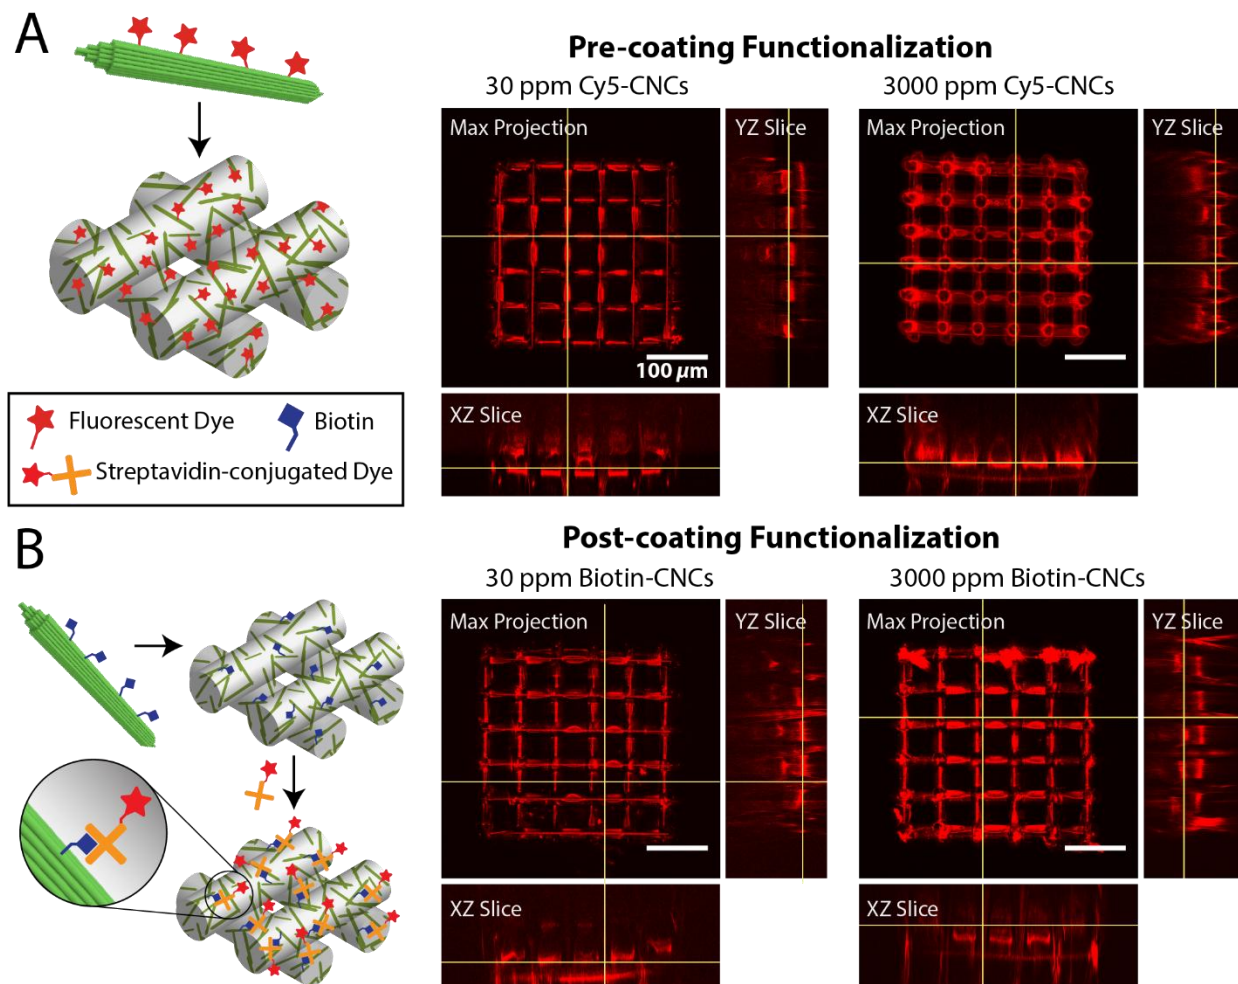 A
Pre-coating Functionalization
30 ppm Cy5-CNCs
3000 ppm Cy5-CNCs
Max Projection
YZ Slice
Max Projection
YZ Slice
100 µm
XZ Slice
XZ Slice
Fluorescent Dye
Biotin
Streptavidin-conjugated Dye
B
Post-coating Functionalization
30 ppm Biotin-CNCs
3000 ppm Biotin-CNCs
Max Projection
YZ Slice
Max Projection
YZ Slice
XZ Slice
XZ Slice